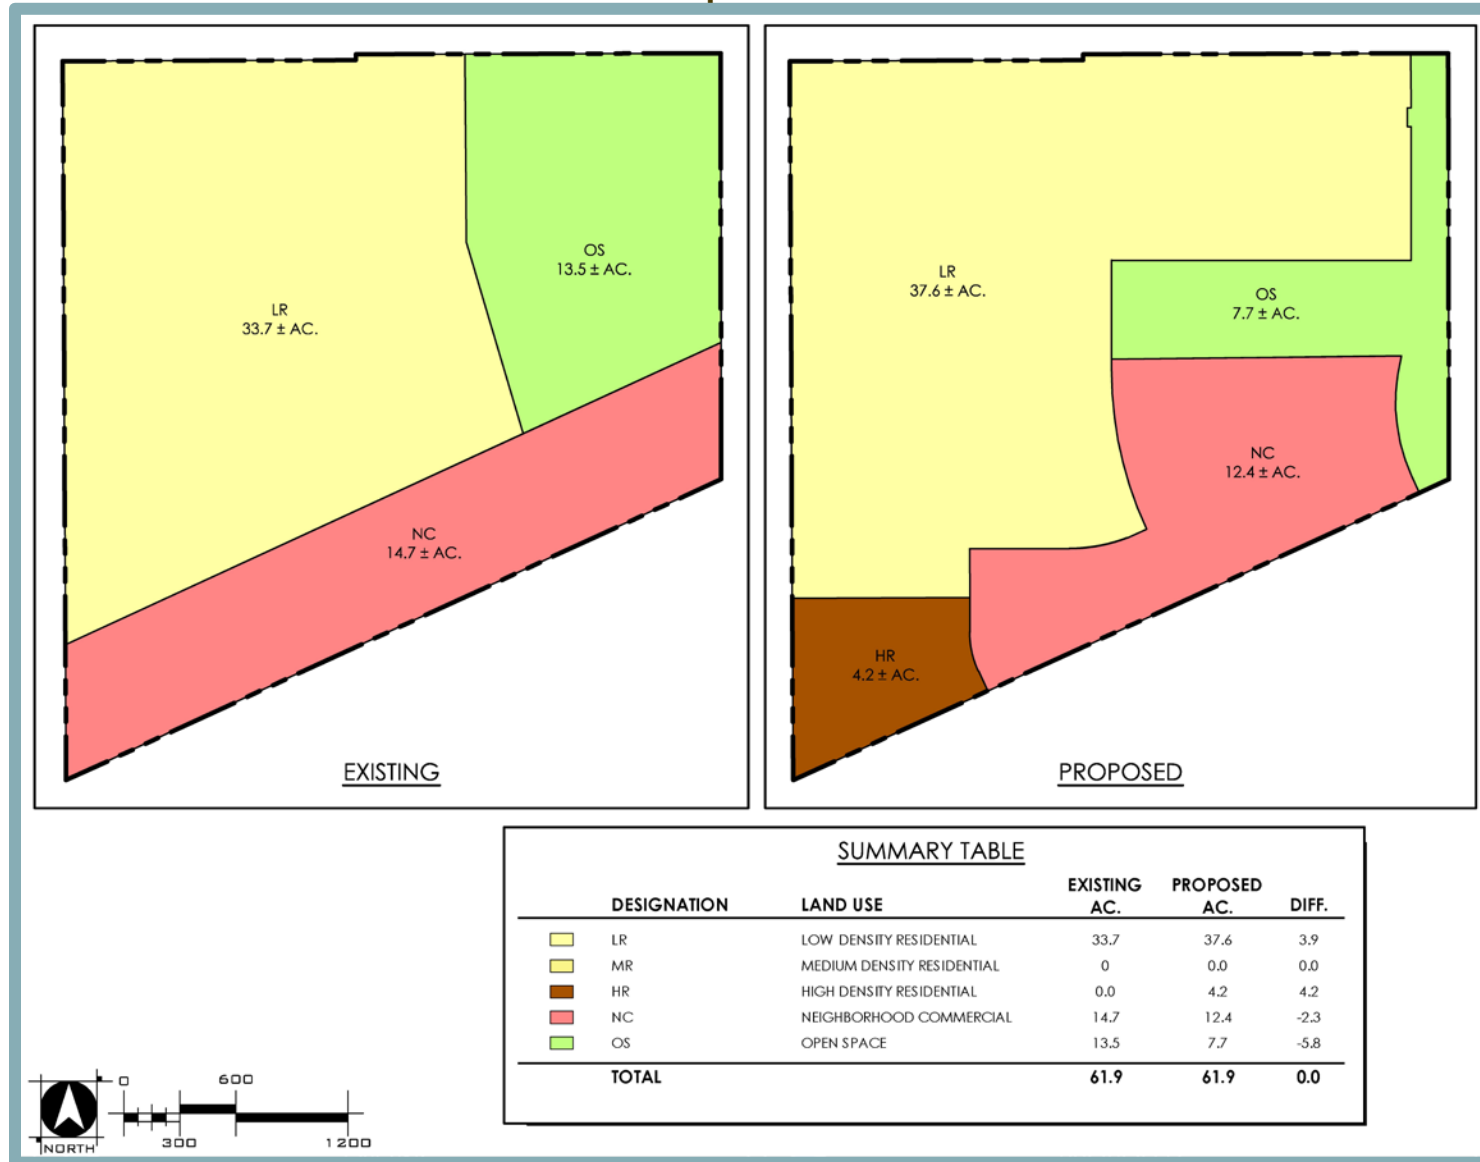 LR
33.7 ± AC.
OS
13.5 ± AC.
NC
14.7 ± AC.
EXISTING
LR
37.6 ± AC.
OS
7.7 ± AC.
NC
12.4 ± AC.
HR
4.2 ± AC.
PROPOSED
SUMMARY TABLE
DESIGNATION LAND USE EXISTING AC. PROPOSED AC. DIFF.
LR LOW DENSITY RESIDENTIAL 33.7 37.6 3.9
MR MEDIUM DENSITY RESIDENTIAL 0 0.0 0.0
HR HIGH DENSITY RESIDENTIAL 0.0 4.2 4.2
NC NEIGHBORHOOD COMMERCIAL 14.7 12.4 -2.3
OS OPEN SPACE 13.5 7.7 -5.8
TOTAL 61.9 61.9 0.0
0 600
300 1200
NORTH